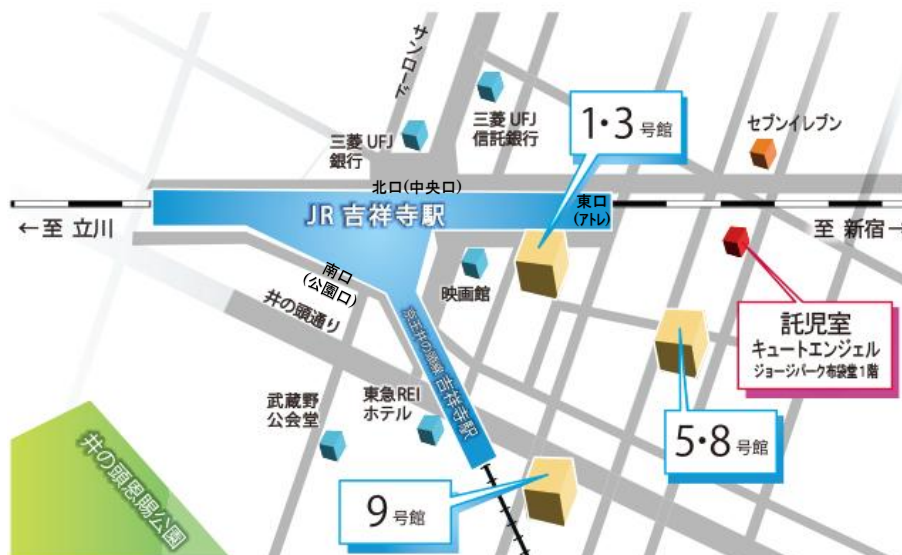 サンロード
三菱 UFJ
銀行
三菱 UFJ
信託銀行
1・3 号館
セブンイレブン
北口(中央口)
JR 吉祥寺駅
東口
(アトレ)
←至 立川
至 新宿→
南口
(公園口)
井の頭通り
映画館
京王井の頭線 吉祥寺駅
託児室
キュートエンジェル
ジョージパーク布袋堂1階
武蔵野
公会堂
東急REI
ホテル
5・8 号館
9 号館
井の頭恩賜公園